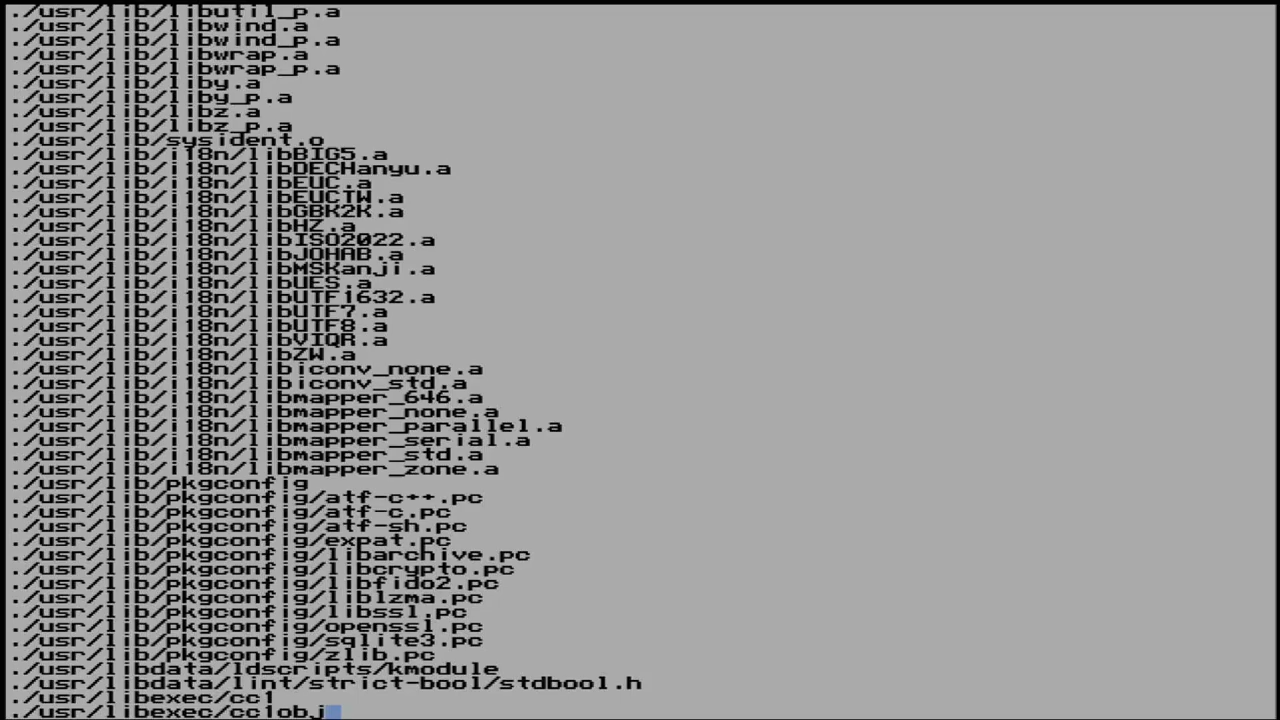 ./usr/lib/libutil_p.a
./usr/lib/libwind.a
./usr/lib/libwind_p.a
./usr/lib/libwrap.a
./usr/lib/libwrap_p.a
./usr/lib/liby.a
./usr/lib/liby_p.a
./usr/lib/libz.a
./usr/lib/libz_p.a
./usr/lib/sysident.o
./usr/lib/i18n/libBIG5.a
./usr/lib/i18n/libDECHanyu.a
./usr/lib/i18n/libEUC.a
./usr/lib/i18n/libEUCTW.a
./usr/lib/i18n/libGBK2K.a
./usr/lib/i18n/libHZ.a
./usr/lib/i18n/libISO2022.a
./usr/lib/i18n/libJOHAB.a
./usr/lib/i18n/libMSKanji.a
./usr/lib/i18n/libUES.a
./usr/lib/i18n/libUTF1632.a
./usr/lib/i18n/libUTF7.a
./usr/lib/i18n/libUTF8.a
./usr/lib/i18n/libVIQR.a
./usr/lib/i18n/libZW.a
./usr/lib/i18n/libiconv_none.a
./usr/lib/i18n/libiconv_std.a
./usr/lib/i18n/libmapper_646.a
./usr/lib/i18n/libmapper_none.a
./usr/lib/i18n/libmapper_parallel.a
./usr/lib/i18n/libmapper_serial.a
./usr/lib/i18n/libmapper_std.a
./usr/lib/i18n/libmapper_zone.a
./usr/lib/pkgconfig
./usr/lib/pkgconfig/atf-c++.pc
./usr/lib/pkgconfig/atf-c.pc
./usr/lib/pkgconfig/atf-sh.pc
./usr/lib/pkgconfig/expat.pc
./usr/lib/pkgconfig/libarchive.pc
./usr/lib/pkgconfig/libcrypto.pc
./usr/lib/pkgconfig/libfido2.pc
./usr/lib/pkgconfig/liblzma.pc
./usr/lib/pkgconfig/libssl.pc
./usr/lib/pkgconfig/openssl.pc
./usr/lib/pkgconfig/sqlite3.pc
./usr/lib/pkgconfig/zlib.pc
./usr/libdata/ldscripts/kmodule
./usr/libdata/lint/strict-bool/stdbool.h
./usr/libexec/cc1
./usr/libexec/cc1obj